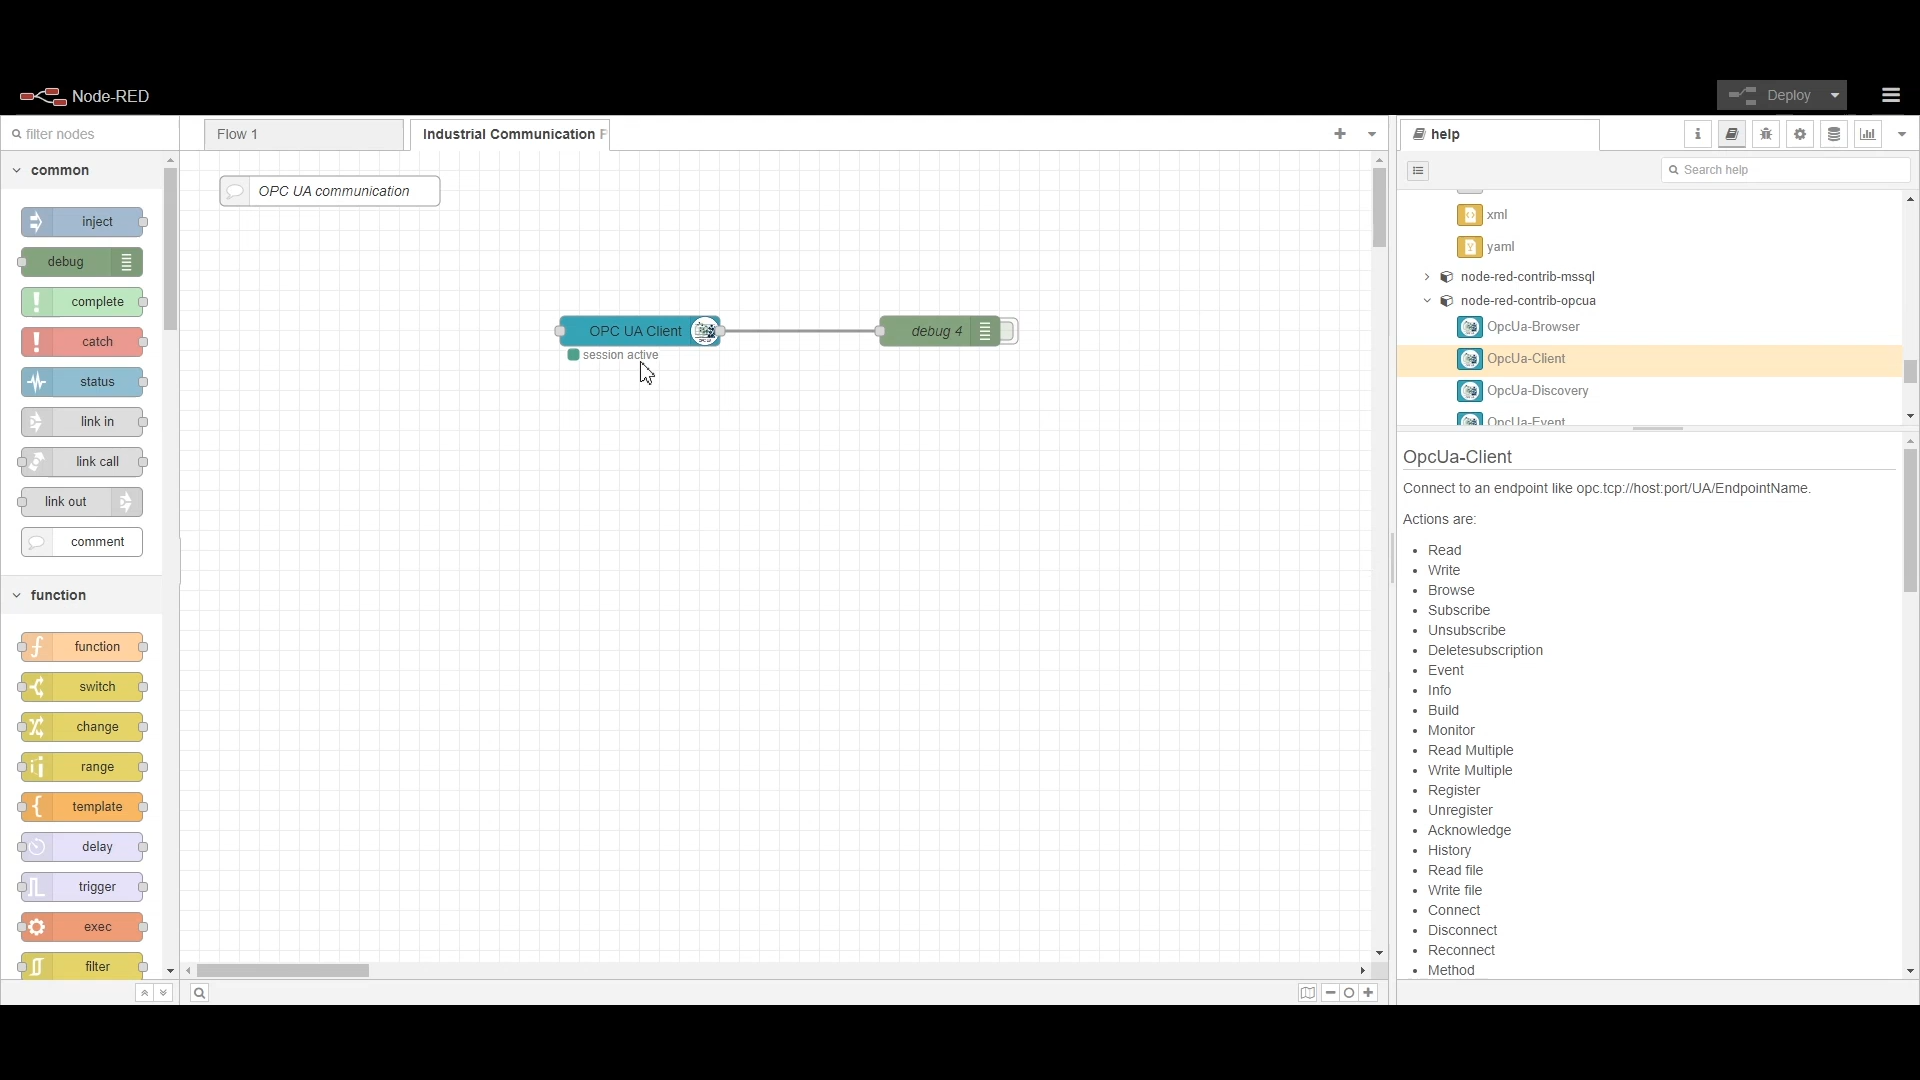 Node-RED
Deploy
filter nodes
Flow 1
Industrial Communication F
help
common
OPC UA communication
Search help
inject
debug
complete
catch
status
link in
link call
link out
comment
function
function
switch
change
range
template
delay
trigger
exec
filter
OPC UA Client
session active
debug 4
xml
yaml
node-red-contrib-mssql
node-red-contrib-opcua
OpcUa-Browser
OpcUa-Client
OpcUa-Discovery
OpcUa-Event
OpcUa-Client
Connect to an endpoint like opc.tcp://host:port/UA/EndpointName.
Actions are:
Read
Write
Browse
Subscribe
Unsubscribe
Deletesubscription
Event
Info
Build
Monitor
Read Multiple
Write Multiple
Register
Unregister
Acknowledge
History
Read file
Write file
Connect
Disconnect
Reconnect
Method